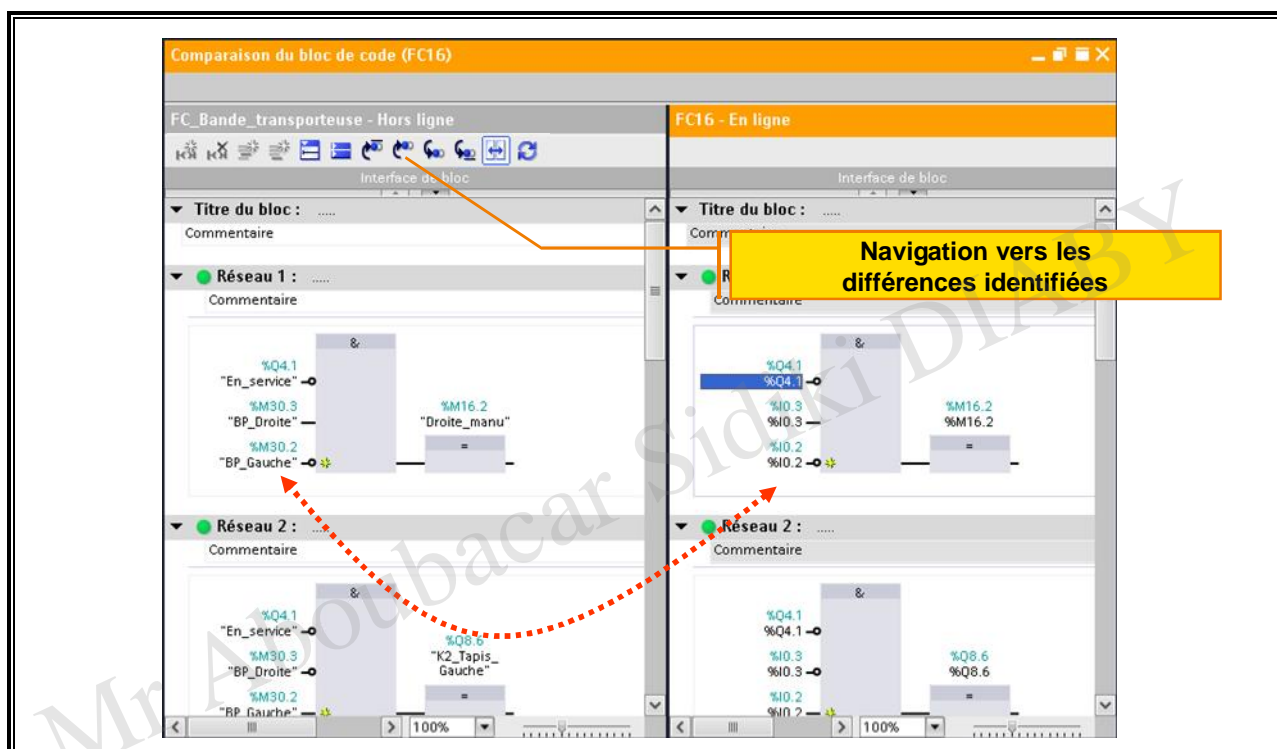 Comparaison du bloc de code (FC16)
FC_Bande_transporteuse - Hors ligne
FC16 - En ligne
Interface de bloc
Interface de bloc
Titre du bloc : .....
Commentaire
Titre du bloc : .....
Navigation vers les
différences identifiées
Réseau 1 : .....
Commentaire
&
%Q4.1
"En_service"
%M30.3
"BP_Droite"
%M30.2
"BP_Gauche"
%M16.2
"Droite_manu"
=
Commentaire
&
%Q4.1
%Q4.1
%I0.3
%I0.3
%I0.2
%I0.2
%M16.2
%M16.2
=
Réseau 2 : .....
Commentaire
&
%Q4.1
"En_service"
%M30.3
"BP_Droite"
%M30.2
"BP_Gauche"
%Q8.6
"K2_Tapis_
Gauche"
=
100%
Réseau 2 : .....
Commentaire
&
%Q4.1
%Q4.1
%I0.3
%I0.3
%I0.2
%I0.2
%Q8.6
%Q8.6
=
100%
Mr Aboubacar Sidiki DIABY